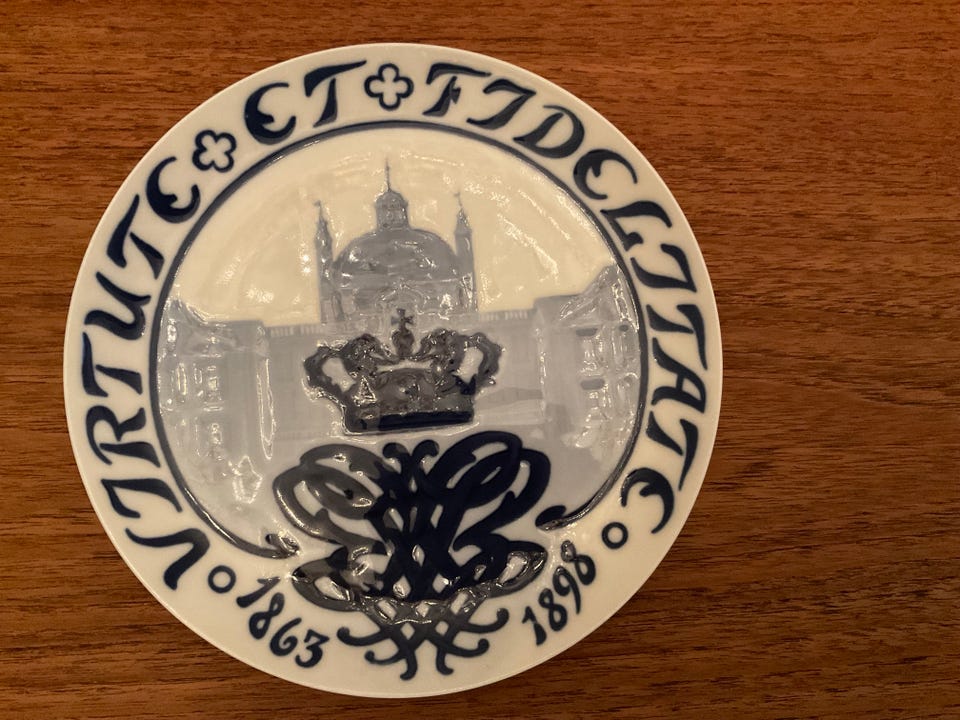 VIRTUTE ET FIDELITATE
1863 1898